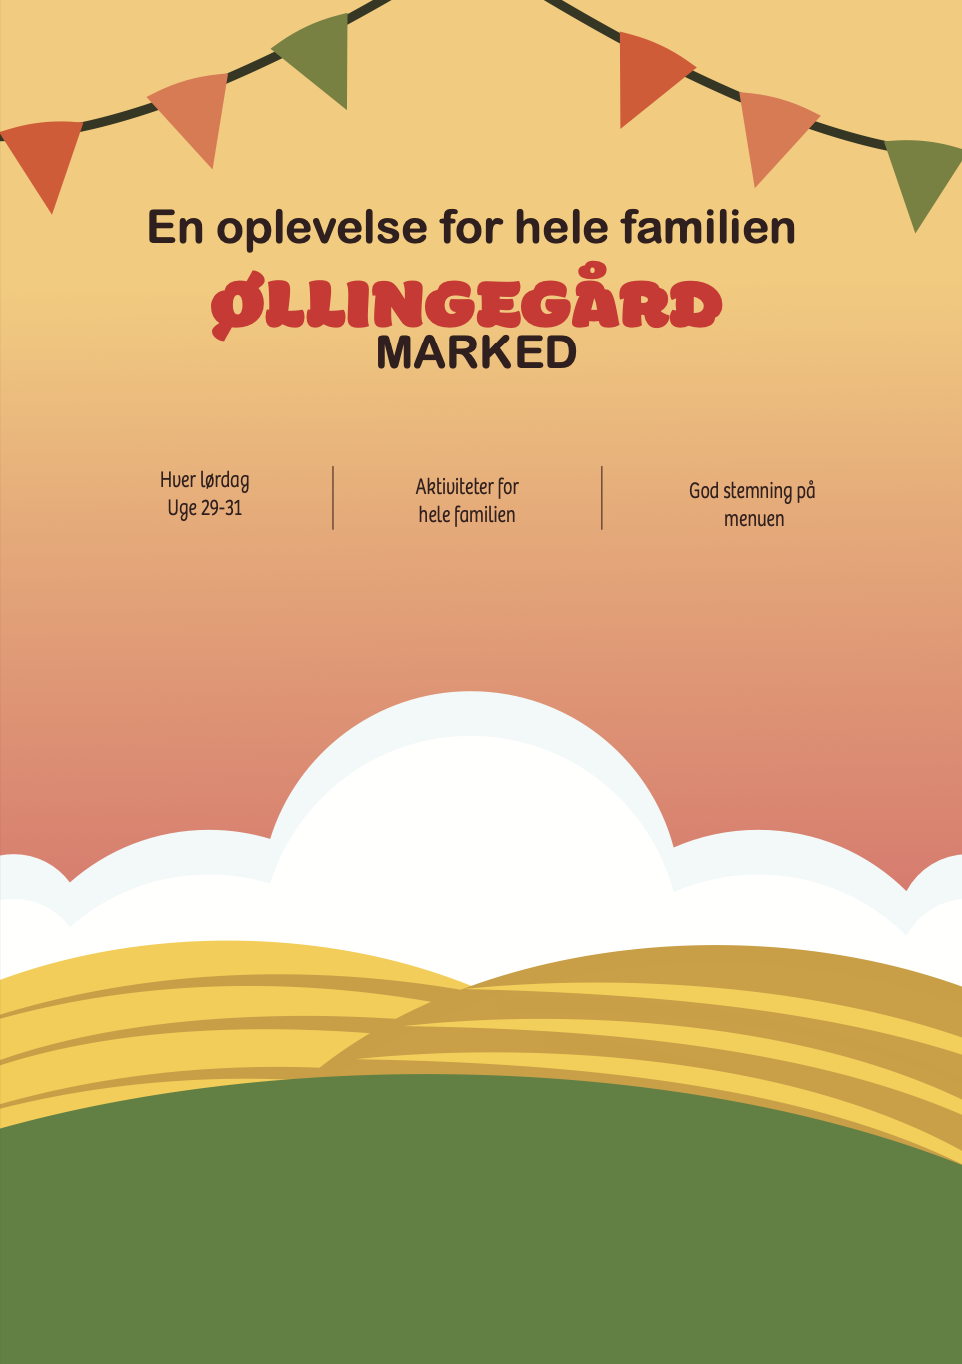 En oplevelse for hele familien
ØLLINGEGÅRD
MARKED
Hver lørdag
Uge 29-31
Aktiviteter for
hele familien
God stemning på
menuen